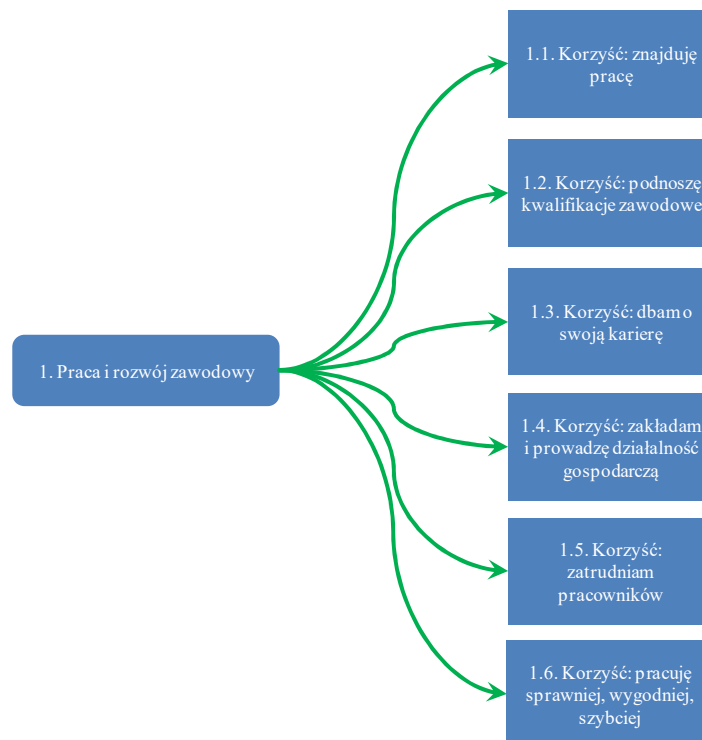 1.1. Korzyść: znajduję
pracę
1.2. Korzyść: podnoszę
kwalifikacje zawodowe
1.3. Korzyść: dbam o
swoją karierę
1. Praca i rozwój zawodowy
1.4. Korzyść: zakładam
i prowadzę działalność
gospodarczą
1.5. Korzyść:
zatrudniam
pracowników
1.6. Korzyść: pracuję
sprawniej, wygodniej,
szybciej